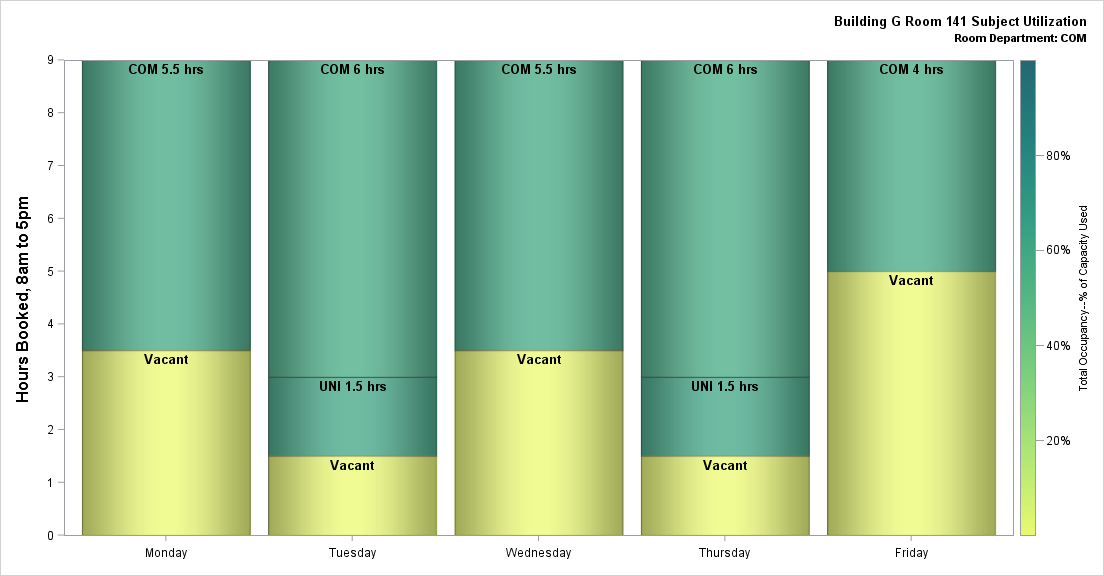 Building G Room 141 Subject Utilization
Room Department: COM
Hours Booked, 8am to 5pm
9
8
7
6
5
4
3
2
1
0
COM 5.5 hrs
Vacant
COM 6 hrs
UNI 1.5 hrs
Vacant
COM 5.5 hrs
Vacant
COM 6 hrs
UNI 1.5 hrs
Vacant
COM 4 hrs
Vacant
Monday
Tuesday
Wednesday
Thursday
Friday
80%
60%
40%
20%
Total Occupancy--% of Capacity Used